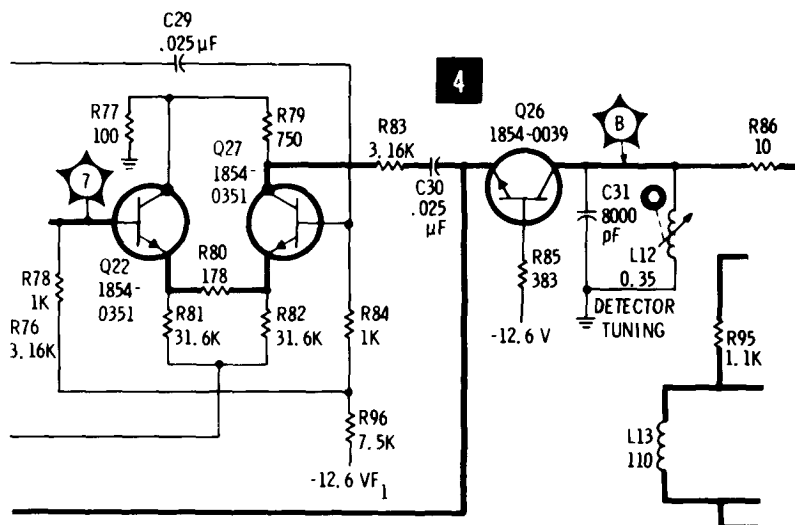 C29
.025 µF
4
R77
100
R79
750
Q27
1854-
0351
R83
3.16K
C30
.025
µF
Q26
1854-0039
B
R86
10
7
C31
8000
pF
L12
0.35
R78
1K
R76
3.16K
Q22
1854-
0351
R80
178
R81
31.6K
R82
31.6K
R84
1K
R85
383
-12.6 V
DETECTOR
TUNING
R95
1.1K
R96
7.5K
-12.6 VF1
L13
110